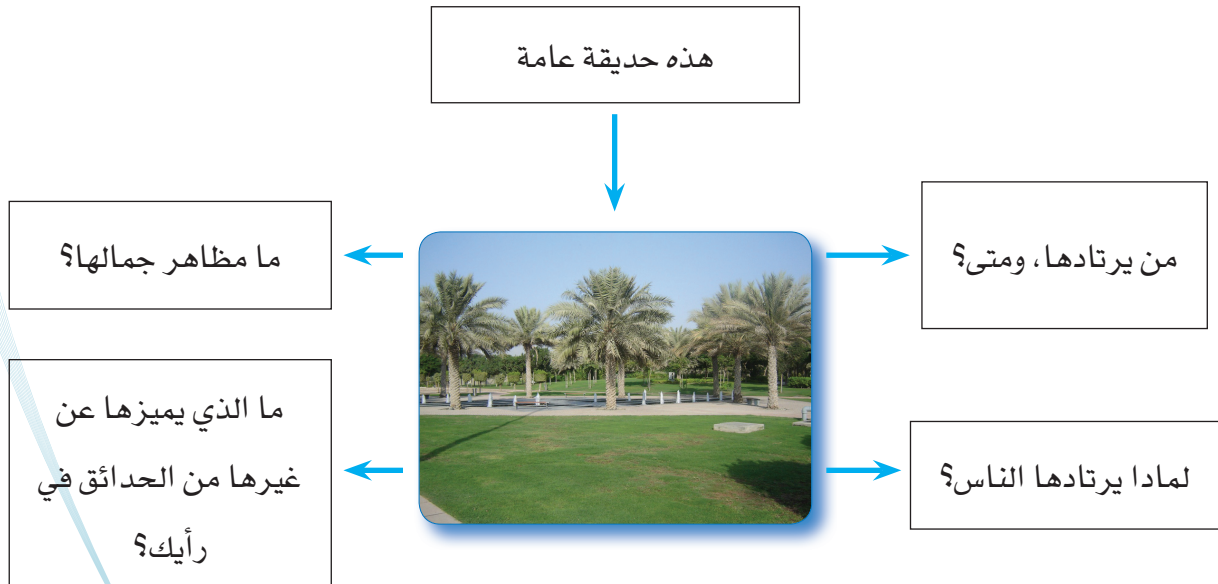 هذه حديقة عامة
من يرتادها، ومتى؟
ما مظاهر جمالها؟
لمادا يرتادها الناس؟
ما الذي يميزها عن
غيرها من الحدائق في
رأيك؟